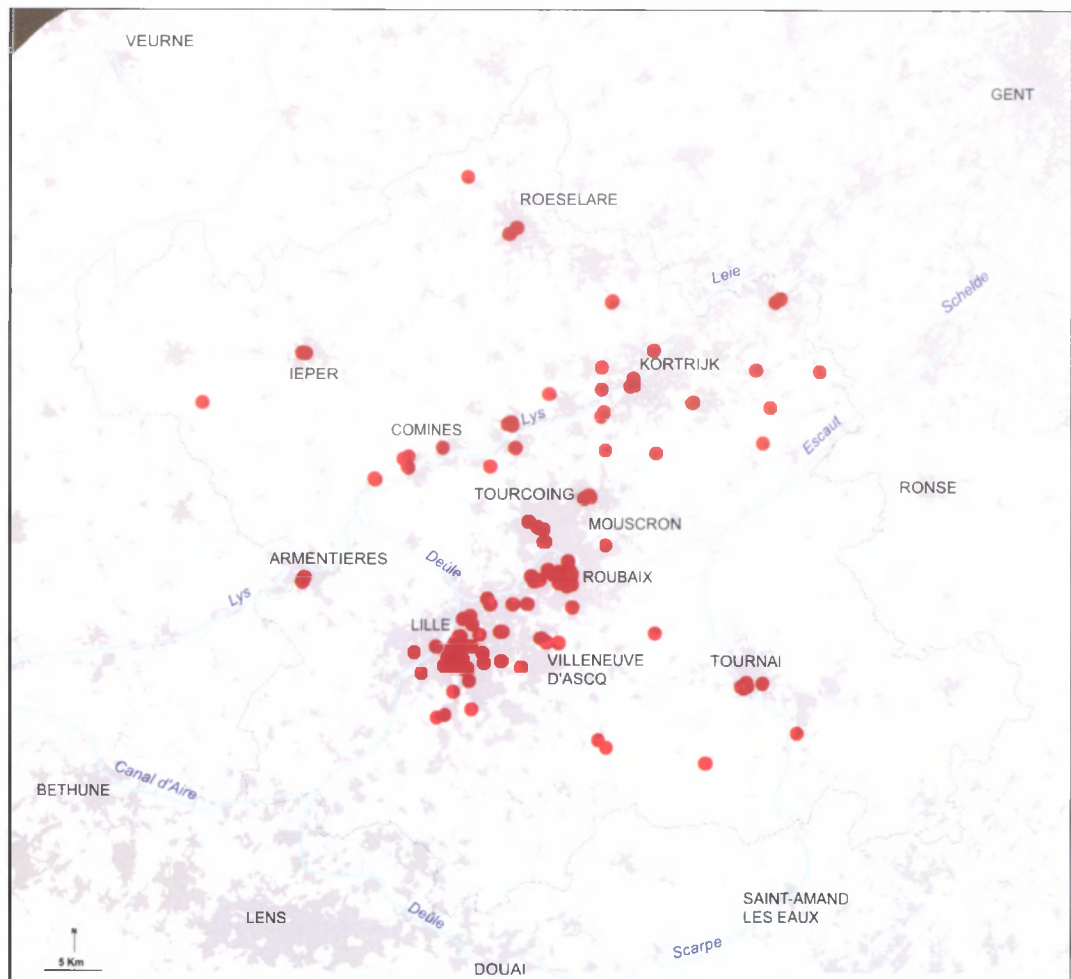 VEURNE
GENT
ROESELARE
Leie
Schelde
KORTRIJK
IEPER
Lys
COMINES
Escaut
RONSE
TOURCOING
MOUSCRON
ARMENTIERES
Deûle
ROUBAIX
Lys
LILLE
VILLENEUVE
D'ASCQ
TOURNAI
Canal d'Aire
BETHUNE
SAINT-AMAND
LES EAUX
LENS
Deûle
Scarpe
N
5 Km
DOUAI